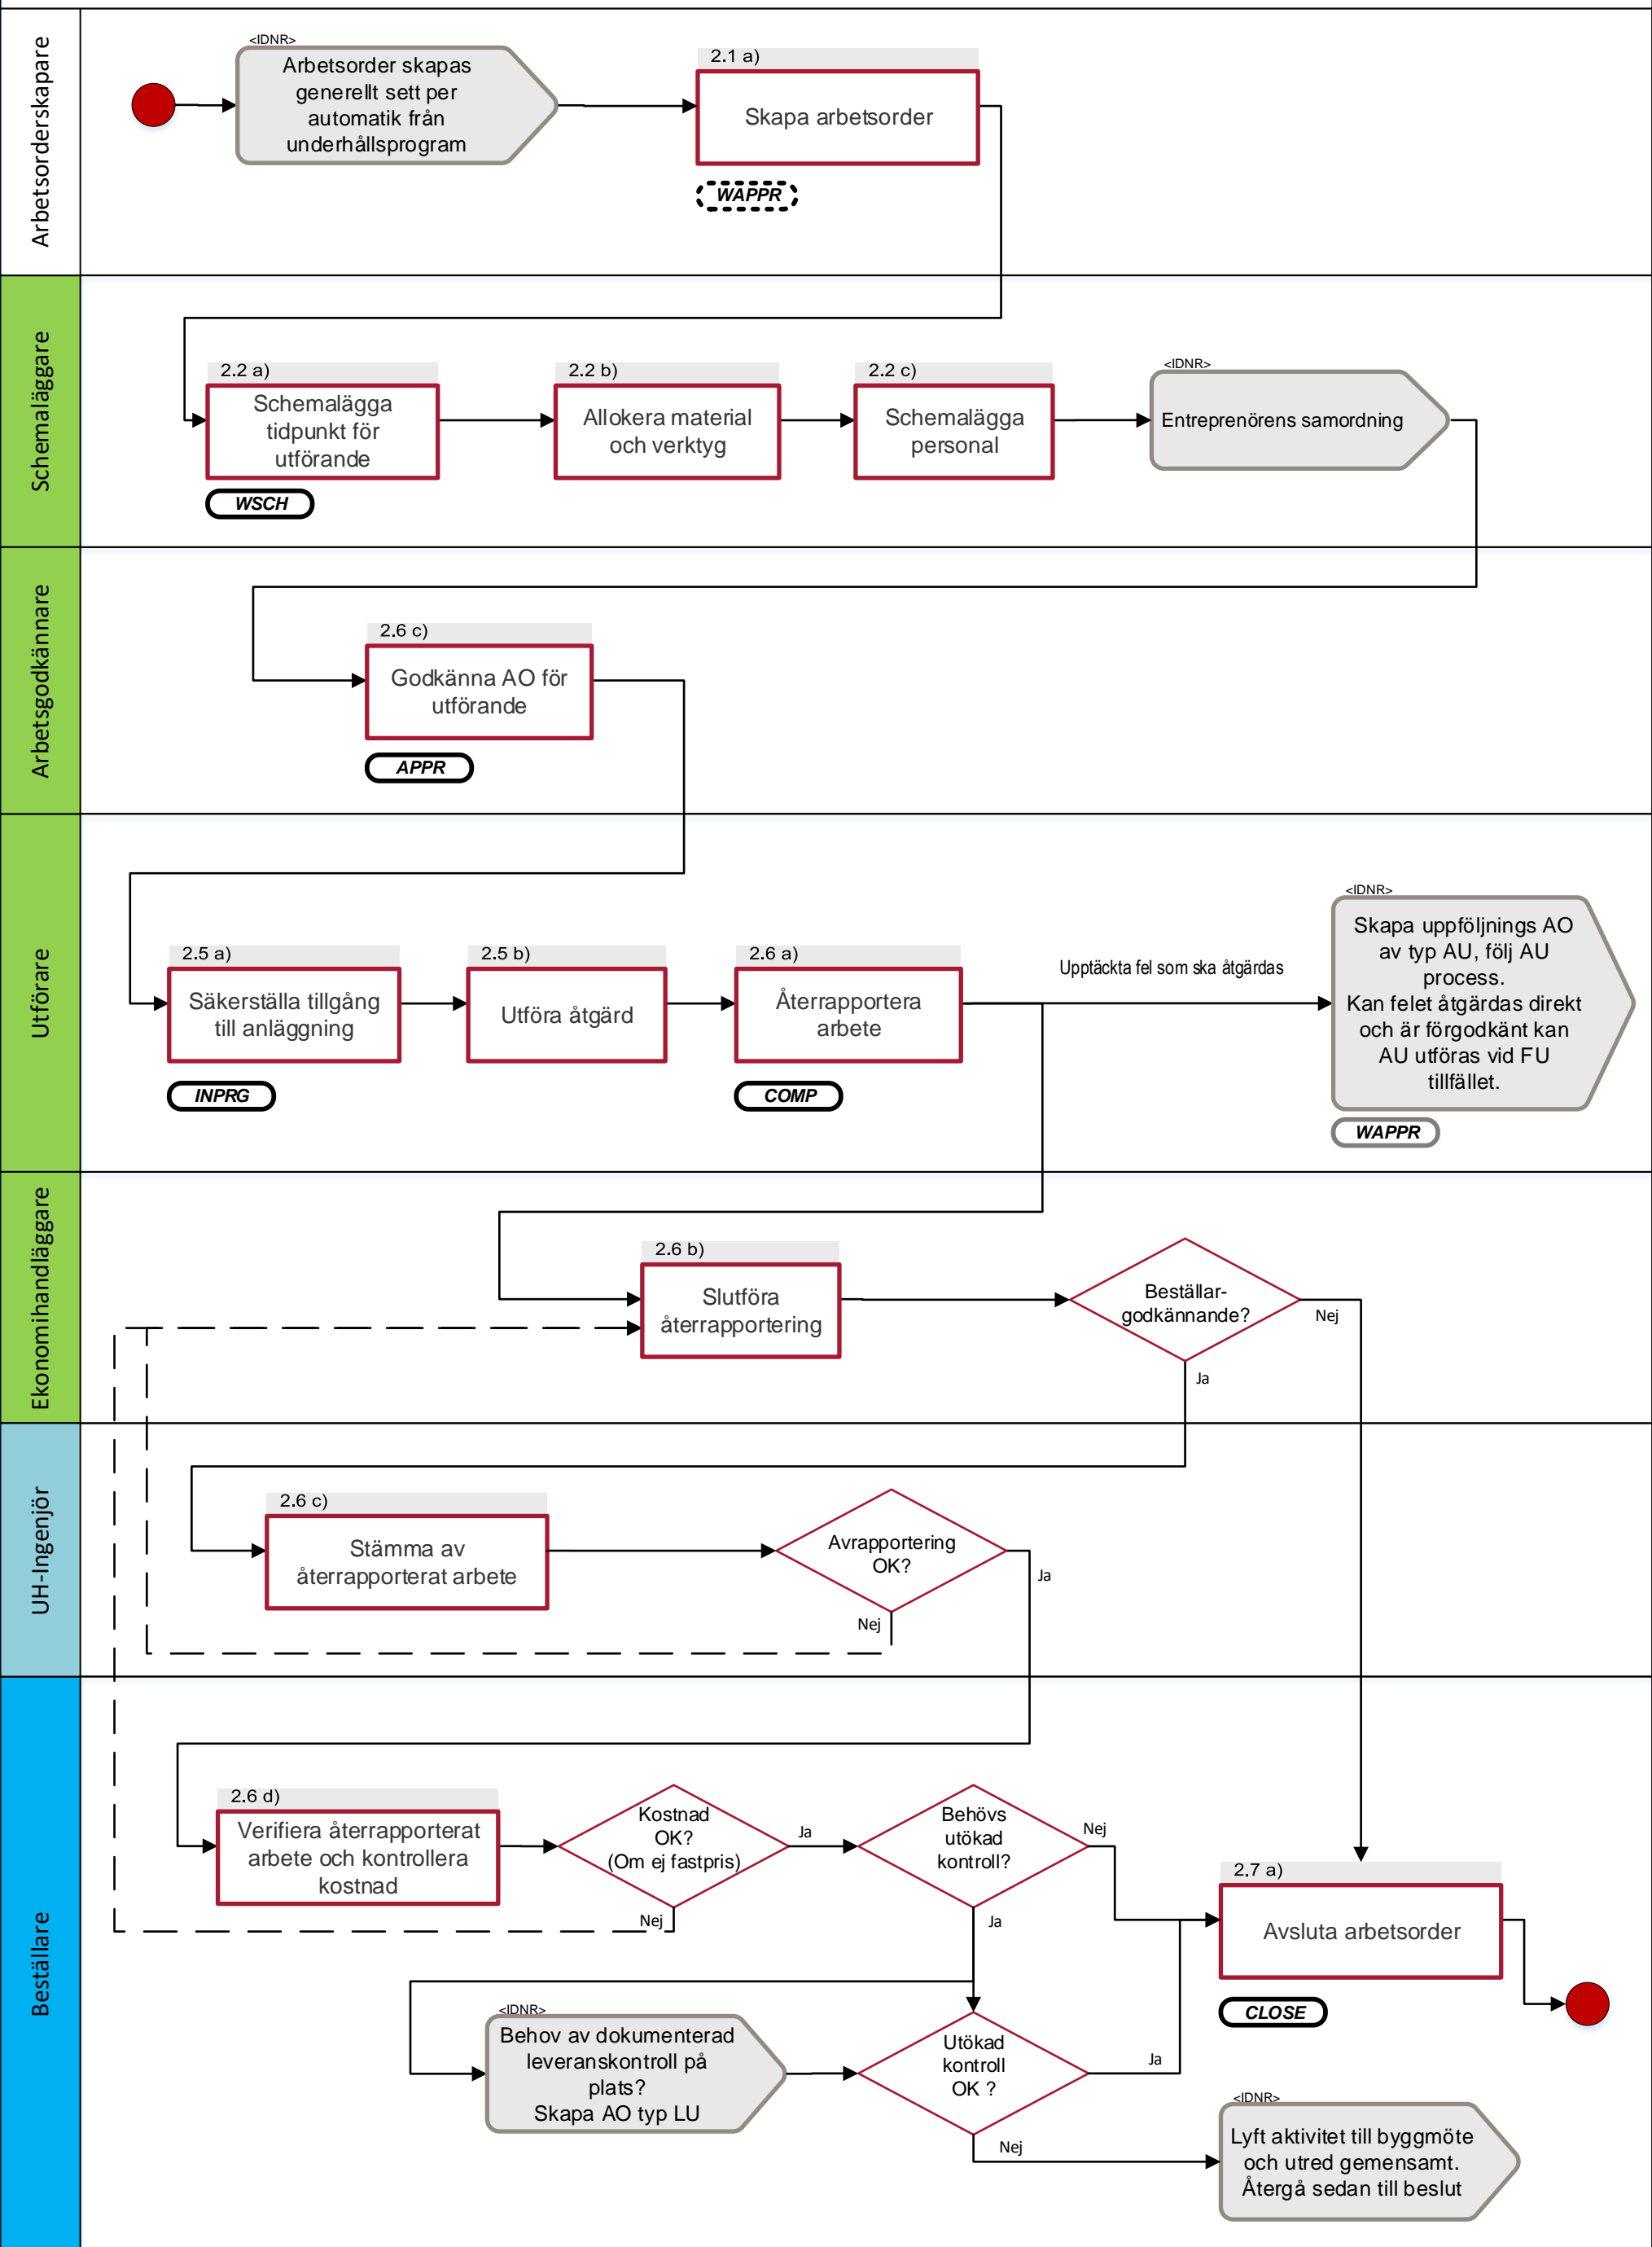 Arbetsorderskapare
<IDNR>
Arbetsorder skapas
generellt sett per
automatik från
underhållsprogram
2.1 a)
Skapa arbetsorder
WAPPR
Schemaläggare
2.2 a)
Schemalägga
tidpunkt för
utförande
WSCH
2.2 b)
Allokera material
och verktyg
2.2 c)
Schemalägga
personal
<IDNR>
Entreprenörens samordning
Arbetsgodkännare
2.6 c)
Godkänna AO för
utförande
APPR
Utförare
2.5 a)
Säkerställa tillgång
till anläggning
INPRG
2.5 b)
Utföra åtgärd
2.6 a)
Återrapportera
arbete
COMP
Upptäckta fel som ska åtgärdas
<IDNR>
Skapa uppföljnings AO
av typ AU, följ AU
process.
Kan felet åtgärdas direkt
och är förgodkänt kan
AU utföras vid FU
tillfället.
WAPPR
Ekonomihandläggare
2.6 b)
Slutföra
återrapportering
Beställar-
godkännande?
Nej
Ja
UH-Ingenjör
2.6 c)
Stämma av
återrapporterat arbete
Avrapportering
OK?
Ja
Nej
Beställare
2.6 d)
Verifiera återrapporterat
arbete och kontrollera
kostnad
Kostnad
OK?
(Om ej fastpris)
Ja
Nej
Behövs
utökad
kontroll?
Nej
Ja
2.7 a)
Avsluta arbetsorder
CLOSE
<IDNR>
Behov av dokumenterad
leveranskontroll på
plats?
Skapa AO typ LU
Utökad
kontroll
OK ?
Ja
Nej
<IDNR>
Lyft aktivitet till byggmöte
och utred gemensamt.
Återgå sedan till beslut